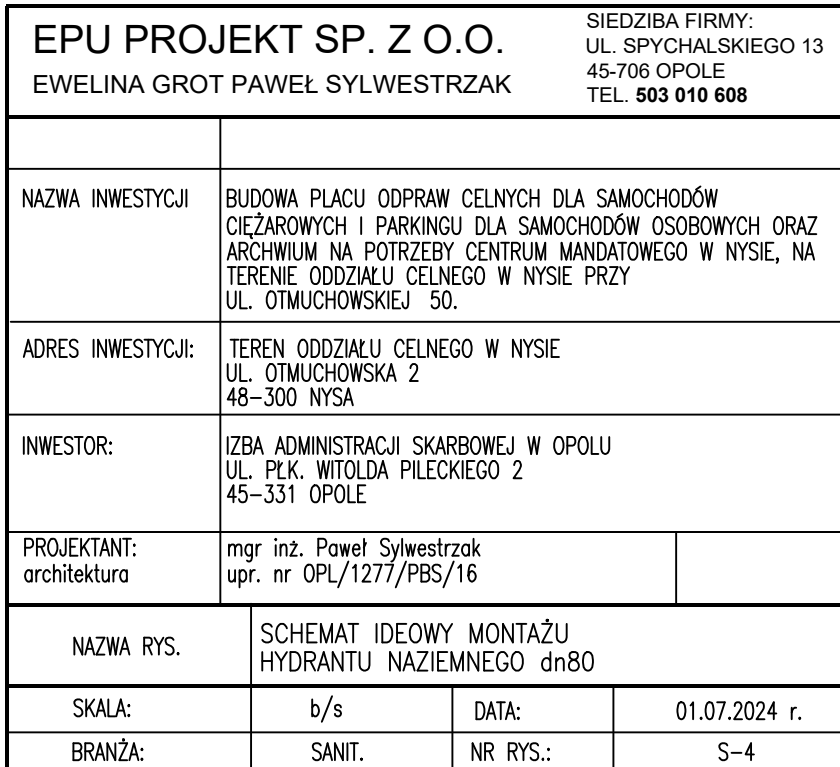 EPU PROJEKT SP. Z O.O.
EWELINA GROT PAWEŁ SYLWESTRZAK
SIEDZIBA FIRMY:
UL. SPYCHALSKIEGO 13
45-706 OPOLE
TEL. 503 010 608
NAZWA INWESTYCJI
BUDOWA PLACU ODPRAW CELNYCH DLA SAMOCHODÓW
CIĘŻAROWYCH I PARKINGU DLA SAMOCHODÓW OSOBOWYCH ORAZ
ARCHWIUM NA POTRZEBY CENTRUM MANDATOWEGO W NYSIE, NA
TERENIE ODDZIAŁU CELNEGO W NYSIE PRZY
UL. OTMUCHOWSKIEJ 50.
ADRES INWESTYCJI:
TEREN ODDZIAŁU CELNEGO W NYSIE
UL. OTMUCHOWSKA 2
48-300 NYSA
INWESTOR:
IZBA ADMINISTRACJI SKARBOWEJ W OPOLU
UL. PŁK. WITOLDA PILECKIEGO 2
45-331 OPOLE
PROJEKTANT:
architektura
mgr inż. Paweł Sylwestrzak
upr. nr OPL/1277/PBS/16
NAZWA RYS.
SCHEMAT IDEOWY MONTAŻU
HYDRANTU NAZIEMNEGO dn80
SKALA: b/s DATA: 01.07.2024 r.
BRANŻA: SANIT. NR RYS.: S-4